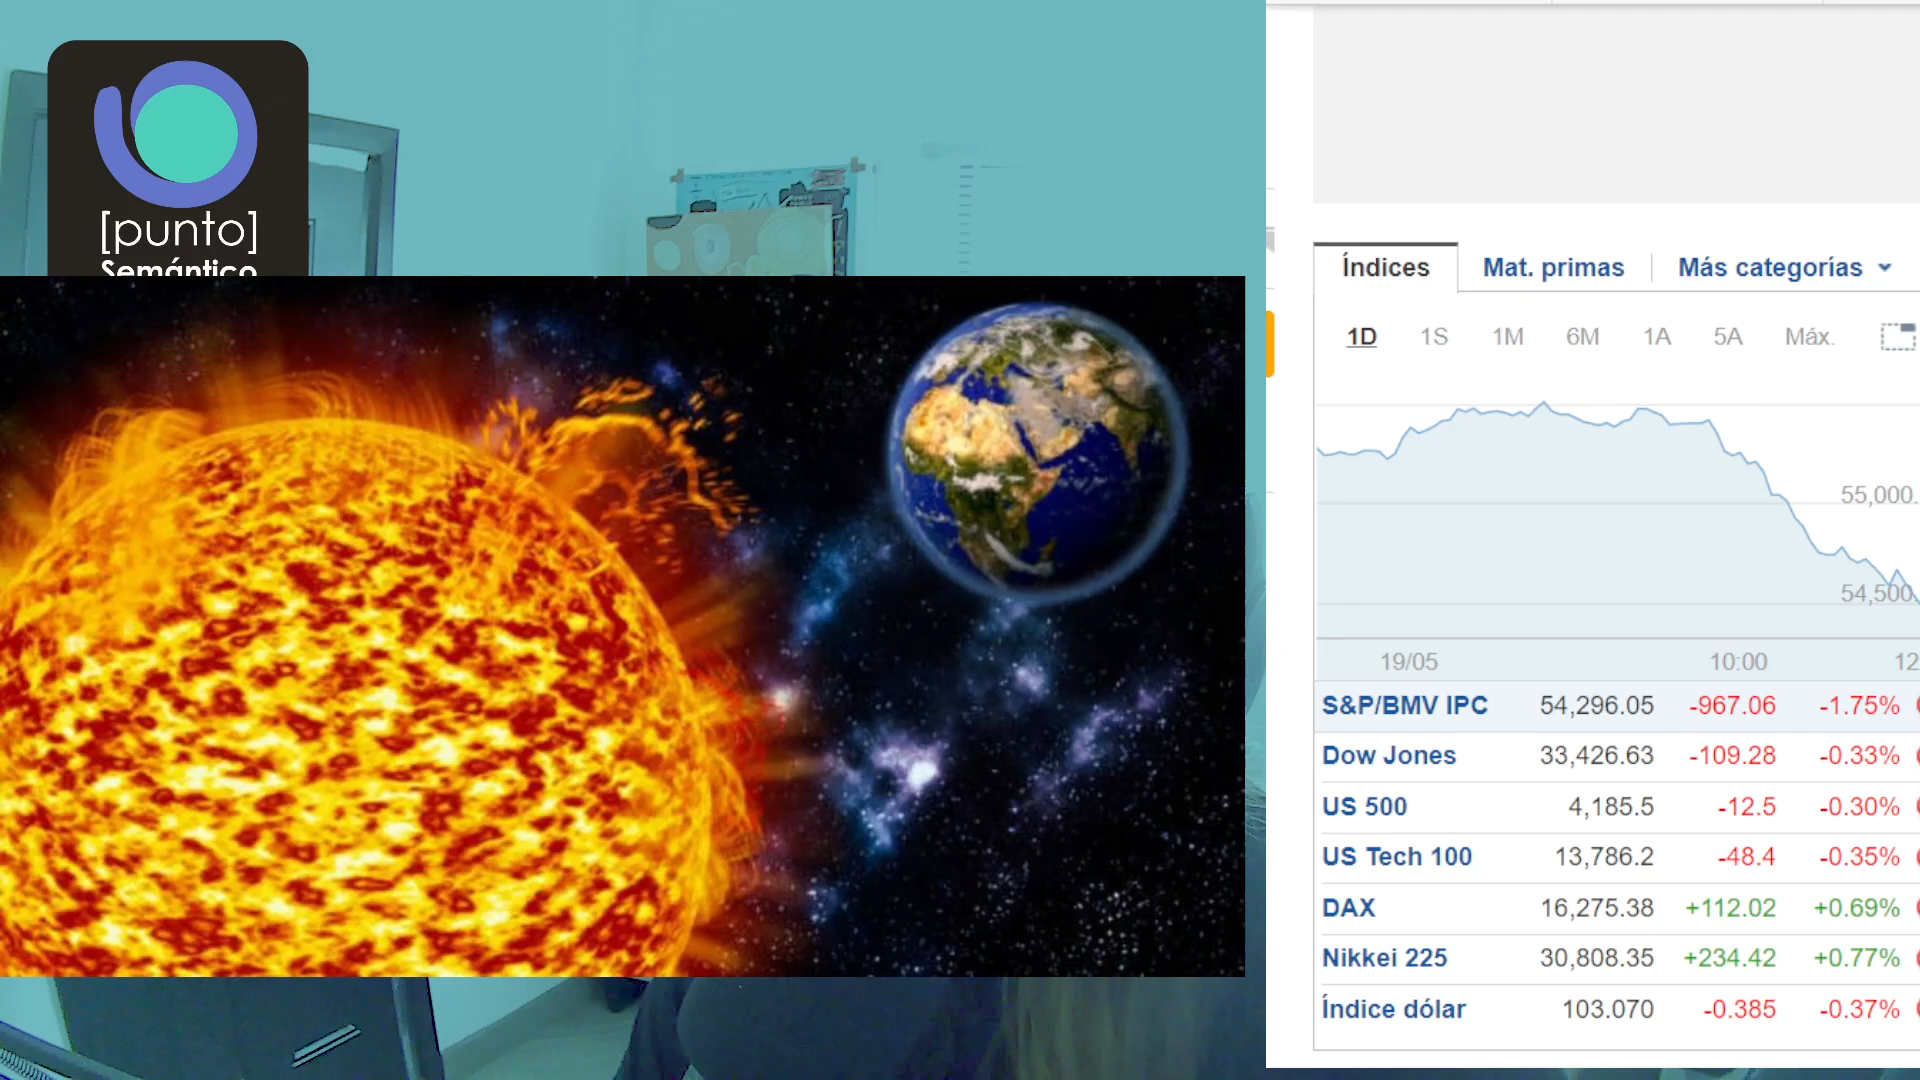 [punto]
Semántico
Índices
Mat. primas
Más categorías
1D 1S 1M 6M 1A 5A Máx.
55,000.
54,500.
19/05 10:00 12
S&P/BMV IPC 54,296.05 -967.06 -1.75%
Dow Jones 33,426.63 -109.28 -0.33%
US 500 4,185.5 -12.5 -0.30%
US Tech 100 13,786.2 -48.4 -0.35%
DAX 16,275.38 +112.02 +0.69%
Nikkei 225 30,808.35 +234.42 +0.77%
Índice dólar 103.070 -0.385 -0.37%